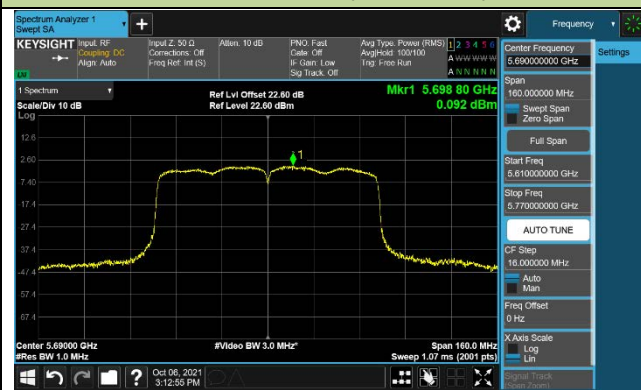 Spectrum Analyzer 1
Swept SA
Frequency
KEYSIGHT
Input: RF
Coupling: DC
Align: Auto
Input Z: 50 Ω
Corrections: Off
Freq Ref: Int (S)
Atten: 10 dB
PNO: Fast
Gate: Off
IF Gain: Low
Sig Track: Off
Avg Type: Power (RMS)
Avg|Hold: 100/100
Trig: Free Run
1 2 3 4 5 6
A W W W W W
A N N N N N
LM
1 Spectrum
Scale/Div 10 dB
Log
Ref Lvl Offset 22.60 dB
Ref Level 22.60 dBm
Mkr1 5.698 80 GHz
0.092 dBm
12.6
2.60
-7.40
-17.4
-27.4
-37.4
-47.4
-57.4
-67.4
1
Center 5.69000 GHz
#Res BW 1.0 MHz
#Video BW 3.0 MHz*
Span 160.0 MHz
Sweep 1.07 ms (2001 pts)
Center Frequency
5.690000000 GHz
Settings
Span
160.000000 MHz
Swept Span
Zero Span
Full Span
Start Freq
5.610000000 GHz
Stop Freq
5.770000000 GHz
AUTO TUNE
CF Step
16.000000 MHz
Auto
Man
Freq Offset
0 Hz
X Axis Scale
Log
Lin
Signal Track
(Span Zoom)
Oct 06, 2021
3:12:55 PM